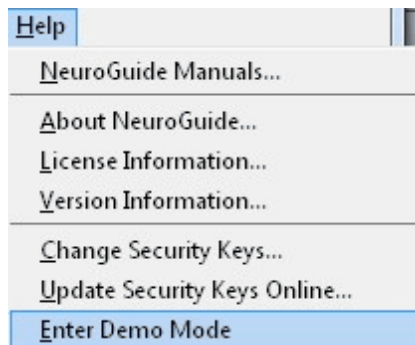 Help
NeuroGuide Manuals...
About NeuroGuide...
License Information...
Version Information...
Change Security Keys...
Update Security Keys Online...
Enter Demo Mode